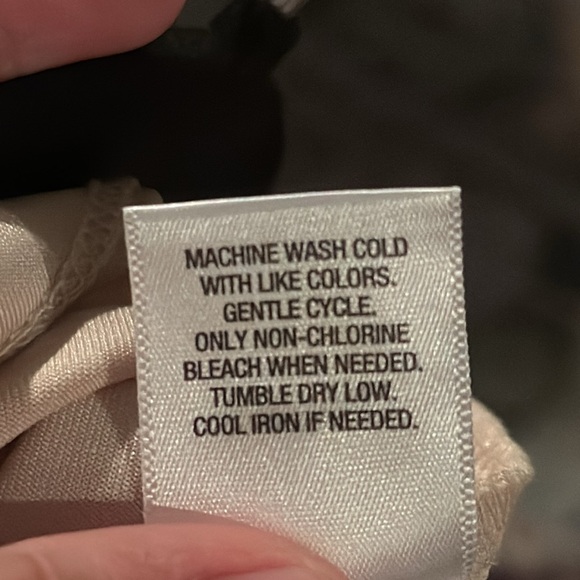 MACHINE WASH COLD
WITH LIKE COLORS.
GENTLE CYCLE.
ONLY NON-CHLORINE
BLEACH WHEN NEEDED.
TUMBLE DRY LOW.
COOL IRON IF NEEDED.